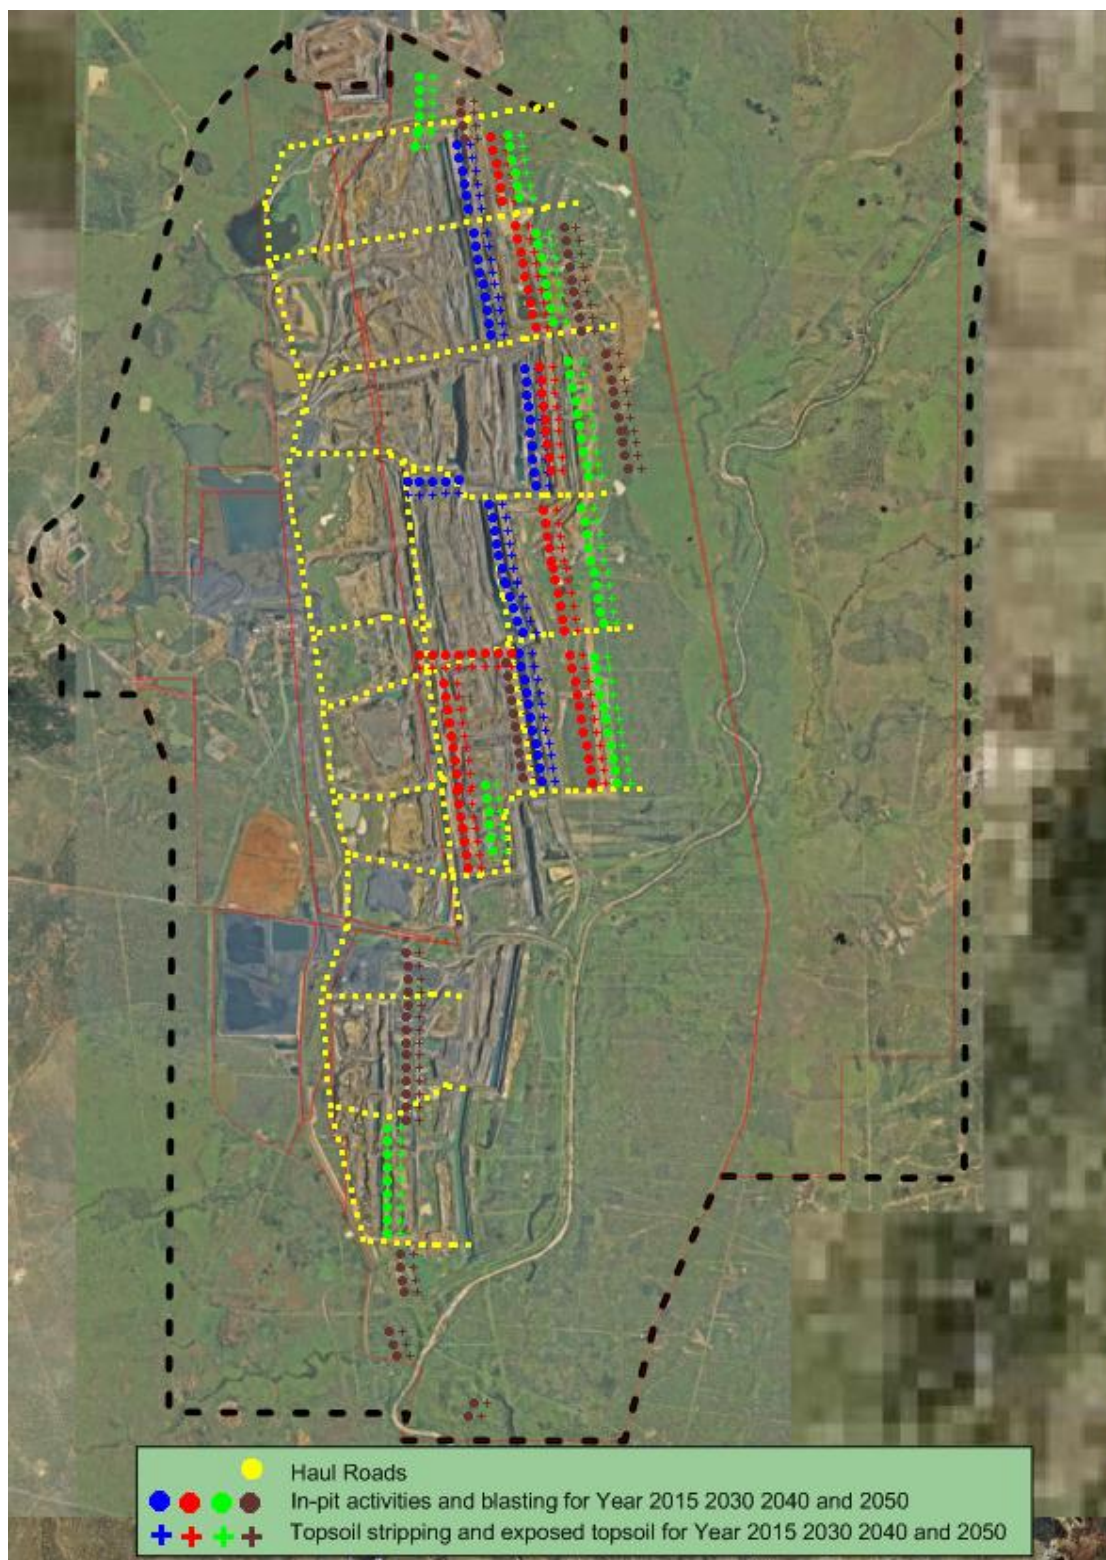 Haul Roads
In-pit activities and blasting for Year 2015 2030 2040 and 2050
Topsoil stripping and exposed topsoil for Year 2015 2030 2040 and 2050